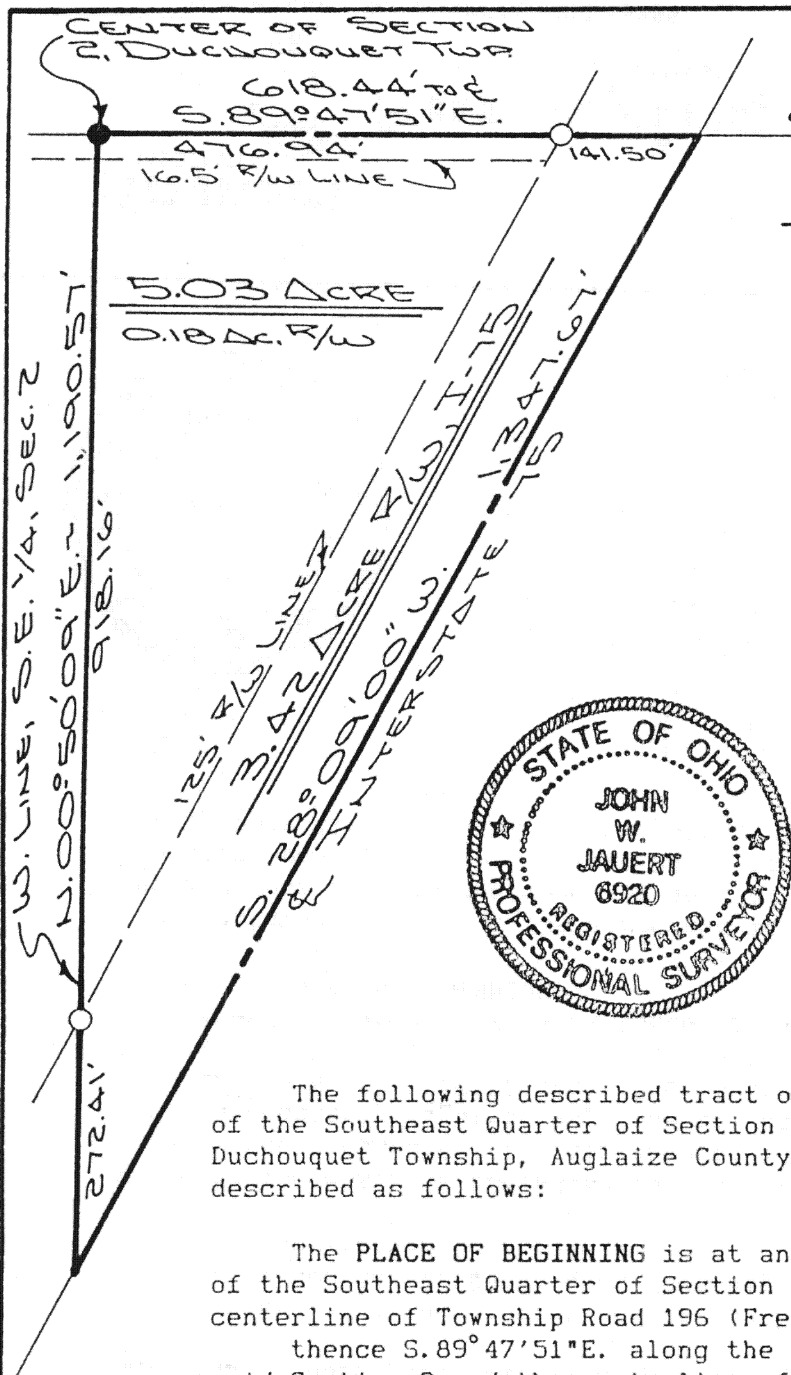 CENTER OF SECTION
2, DUCHOUQUET TWP.
618.44' TO ℄
S.89°47'51"E.
476.94'
141.50'
16.5' R/W LINE
5.03 ACRE
0.18 AC. R/W
W. LINE, S.E. 1/4, SEC. 2
N.00°50'09"E.~ 1,190.57'
918.16'
272.41'
125' R/W LINE
3.42 ACRE R/W, I-75
S. 28°09'00" W. 1,347.67'
℄ INTERSTATE 75
STATE OF OHIO
JOHN
W.
JAUERT
6920
REGISTERED
PROFESSIONAL SURVEYOR
The following described tract o
of the Southeast Quarter of Section
Duchouquet Township, Auglaize County
described as follows:
The PLACE OF BEGINNING is at an
of the Southeast Quarter of Section
centerline of Township Road 196 (Fre
thence S.89°47'51"E. along the